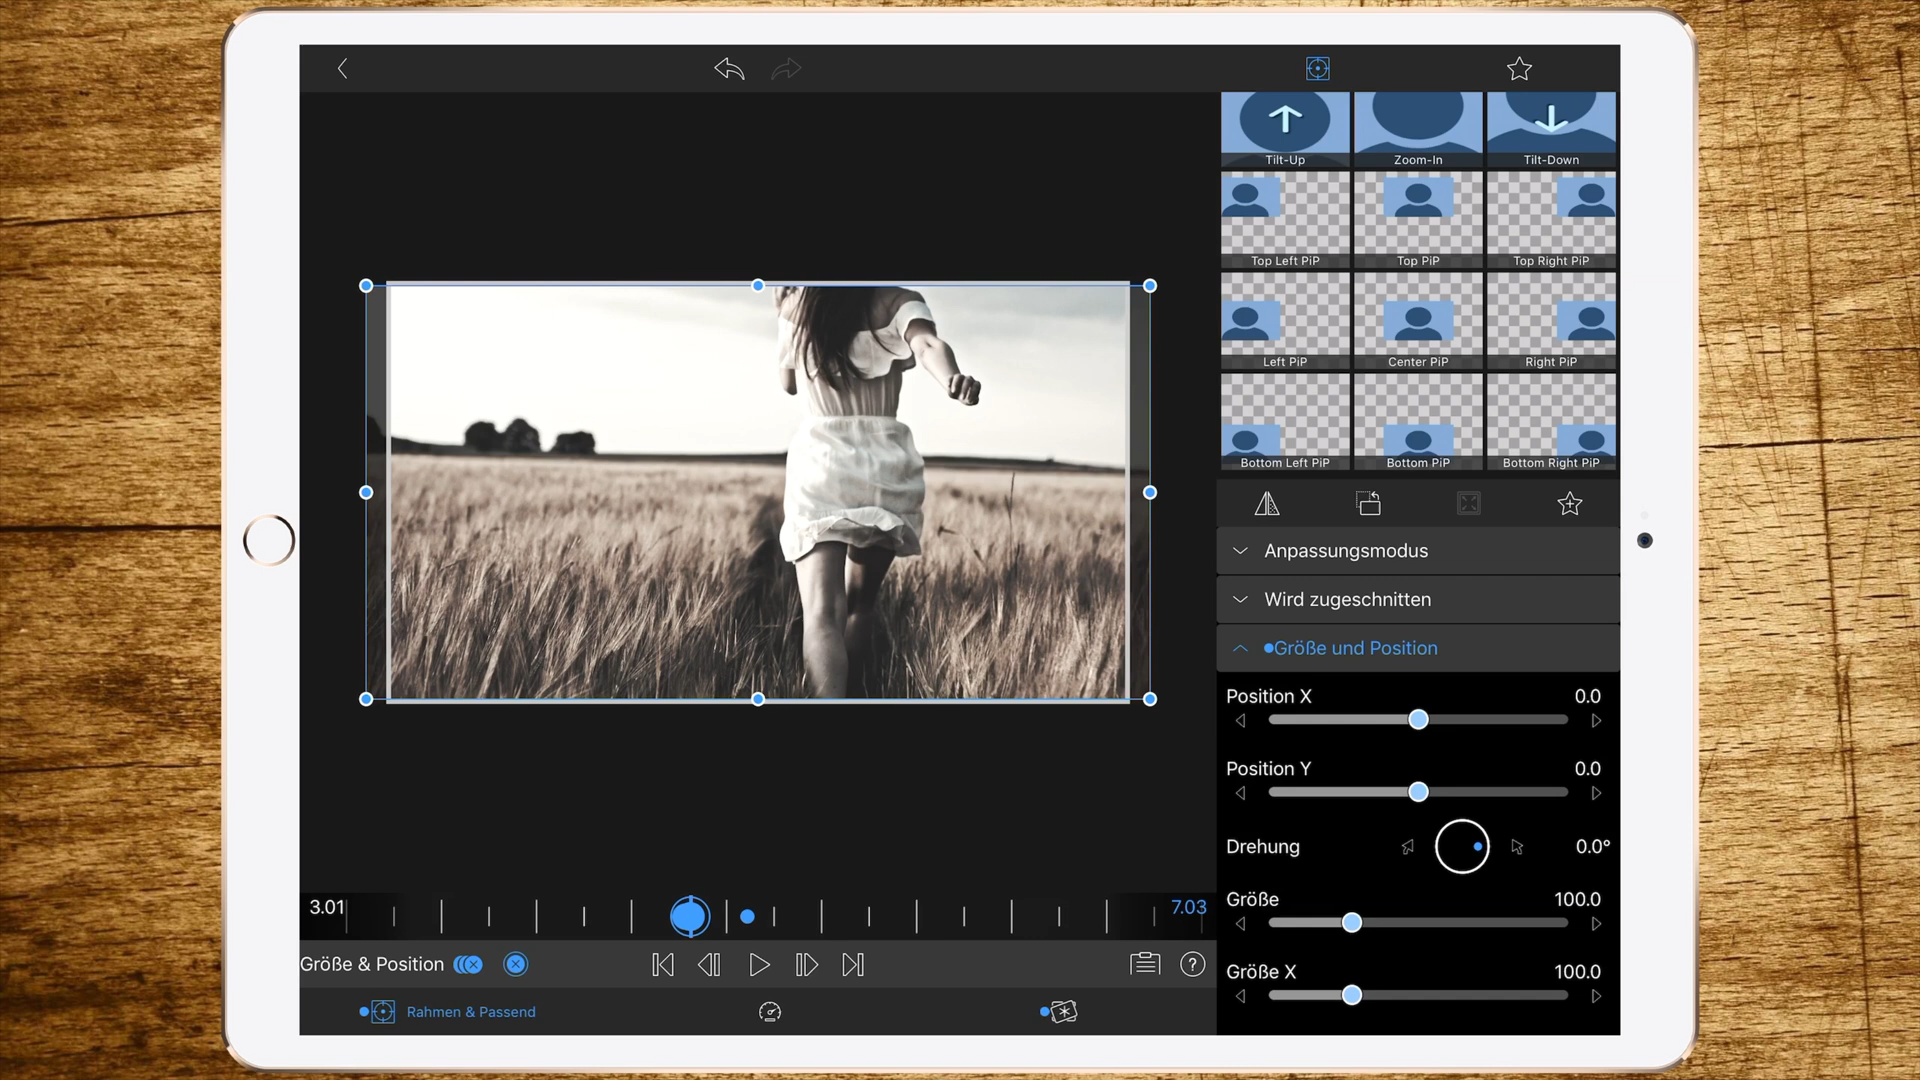 Tilt-Up
Zoom-In
Tilt-Down
Top Left PiP
Top PiP
Top Right PiP
Left PiP
Center PiP
Right PiP
Bottom Left PiP
Bottom PiP
Bottom Right PiP
Anpassungsmodus
Wird zugeschnitten
Größe und Position
Position X 0.0
Position Y 0.0
Drehung 0.0°
Größe 100.0
Größe X 100.0
3.01 7.03
Größe & Position
?
Rahmen & Passend